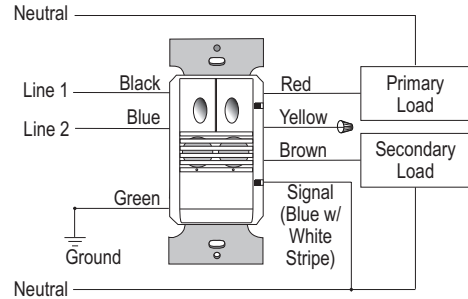 Neutral
Line 1
Black
Red
Primary
Load
Line 2
Blue
Yellow
Brown
Secondary
Load
Green
Signal
(Blue w/
White
Stripe)
Ground
Neutral